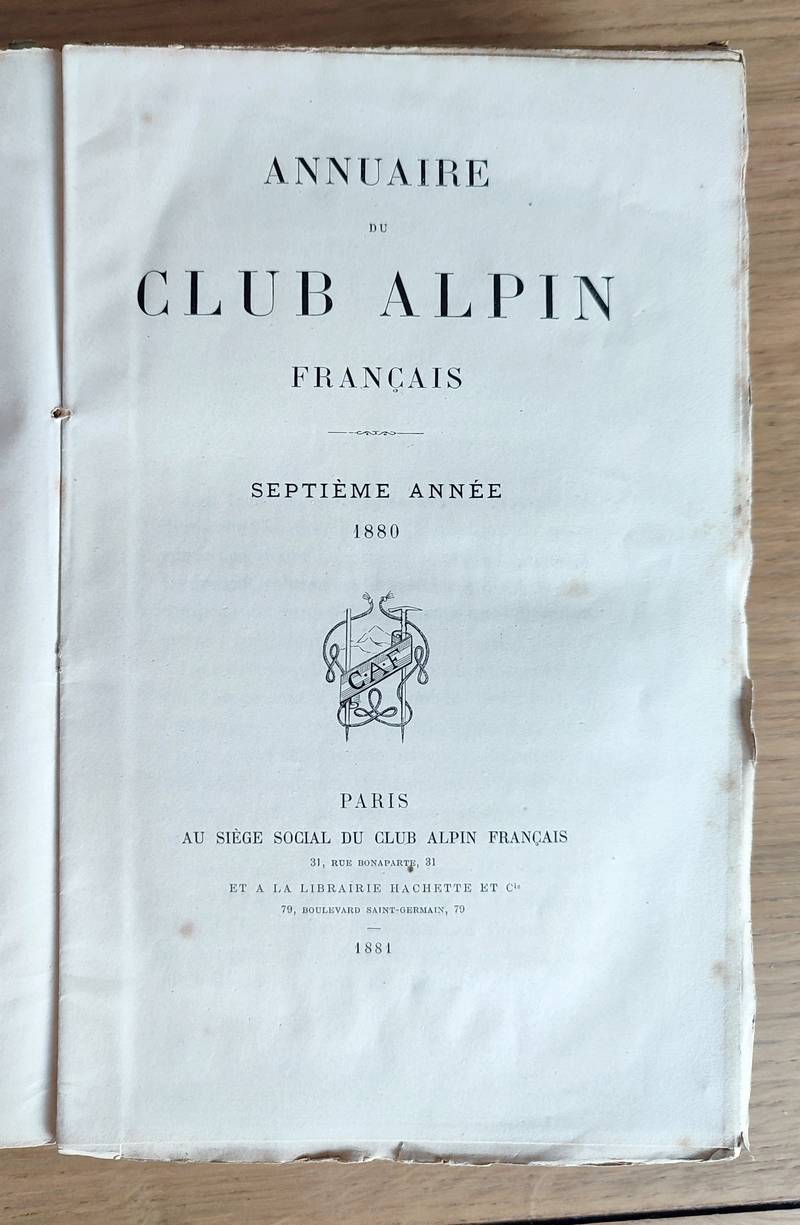 ANNUAIRE
DU
CLUB ALPIN
FRANÇAIS
SEPTIÈME ANNÉE
1880
C·A·F
PARIS
AU SIÈGE SOCIAL DU CLUB ALPIN FRANÇAIS
31, RUE BONAPARTE, 31
ET A LA LIBRAIRIE HACHETTE ET Cie
79, BOULEVARD SAINT-GERMAIN, 79
1881